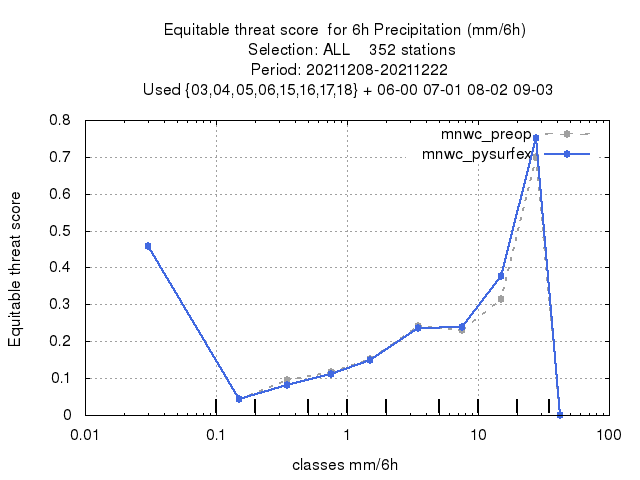 Equitable threat score  for 6h Precipitation (mm/6h)
Selection: ALL    352 stations
Period: 20211208-20211222
Used {03,04,05,06,15,16,17,18} + 06-00 07-01 08-02 09-03
mnwc_preop
mnwc_pysurfex
Equitable threat score
0.8
0.7
0.6
0.5
0.4
0.3
0.2
0.1
0
0.01 0.1 1 10 100
classes mm/6h